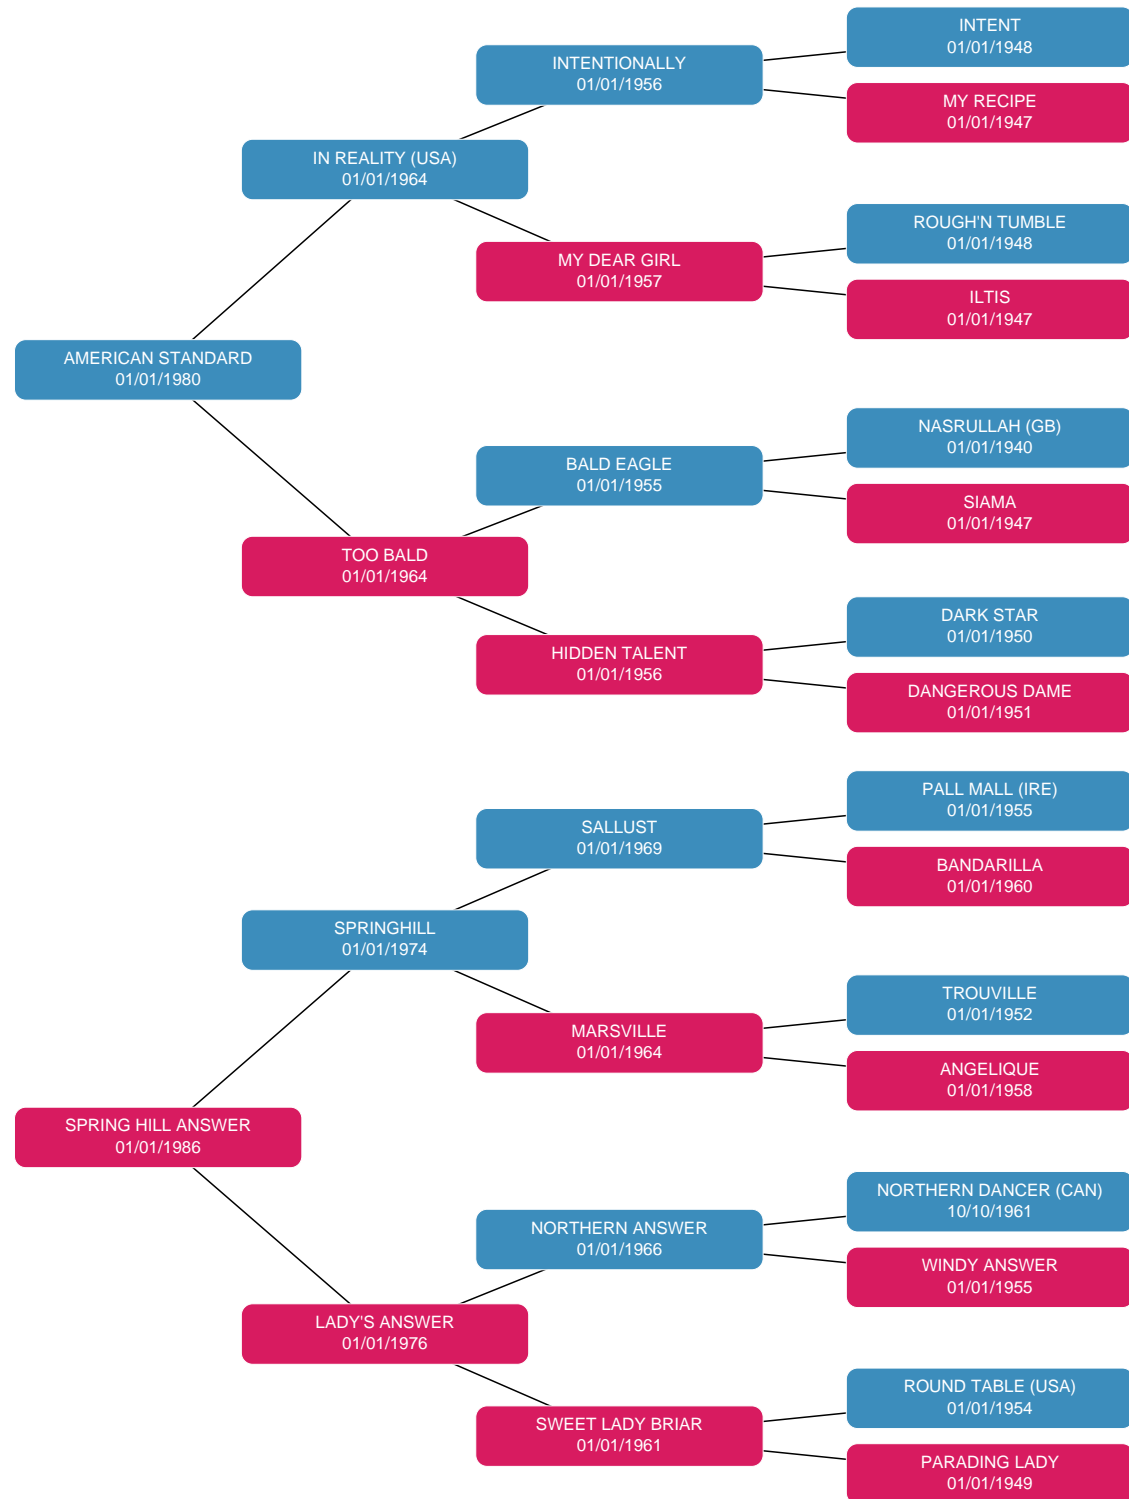 INTENT
01/01/1948
INTENTIONALLY
01/01/1956
MY RECIPE
01/01/1947
IN REALITY (USA)
01/01/1964
ROUGH'N TUMBLE
01/01/1948
MY DEAR GIRL
01/01/1957
ILTIS
01/01/1947
AMERICAN STANDARD
01/01/1980
NASRULLAH (GB)
01/01/1940
BALD EAGLE
01/01/1955
SIAMA
01/01/1947
TOO BALD
01/01/1964
DARK STAR
01/01/1950
HIDDEN TALENT
01/01/1956
DANGEROUS DAME
01/01/1951
PALL MALL (IRE)
01/01/1955
SALLUST
01/01/1969
BANDARILLA
01/01/1960
SPRINGHILL
01/01/1974
TROUVILLE
01/01/1952
MARSVILLE
01/01/1964
ANGELIQUE
01/01/1958
SPRING HILL ANSWER
01/01/1986
NORTHERN DANCER (CAN)
10/10/1961
NORTHERN ANSWER
01/01/1966
WINDY ANSWER
01/01/1955
LADY'S ANSWER
01/01/1976
ROUND TABLE (USA)
01/01/1954
SWEET LADY BRIAR
01/01/1961
PARADING LADY
01/01/1949